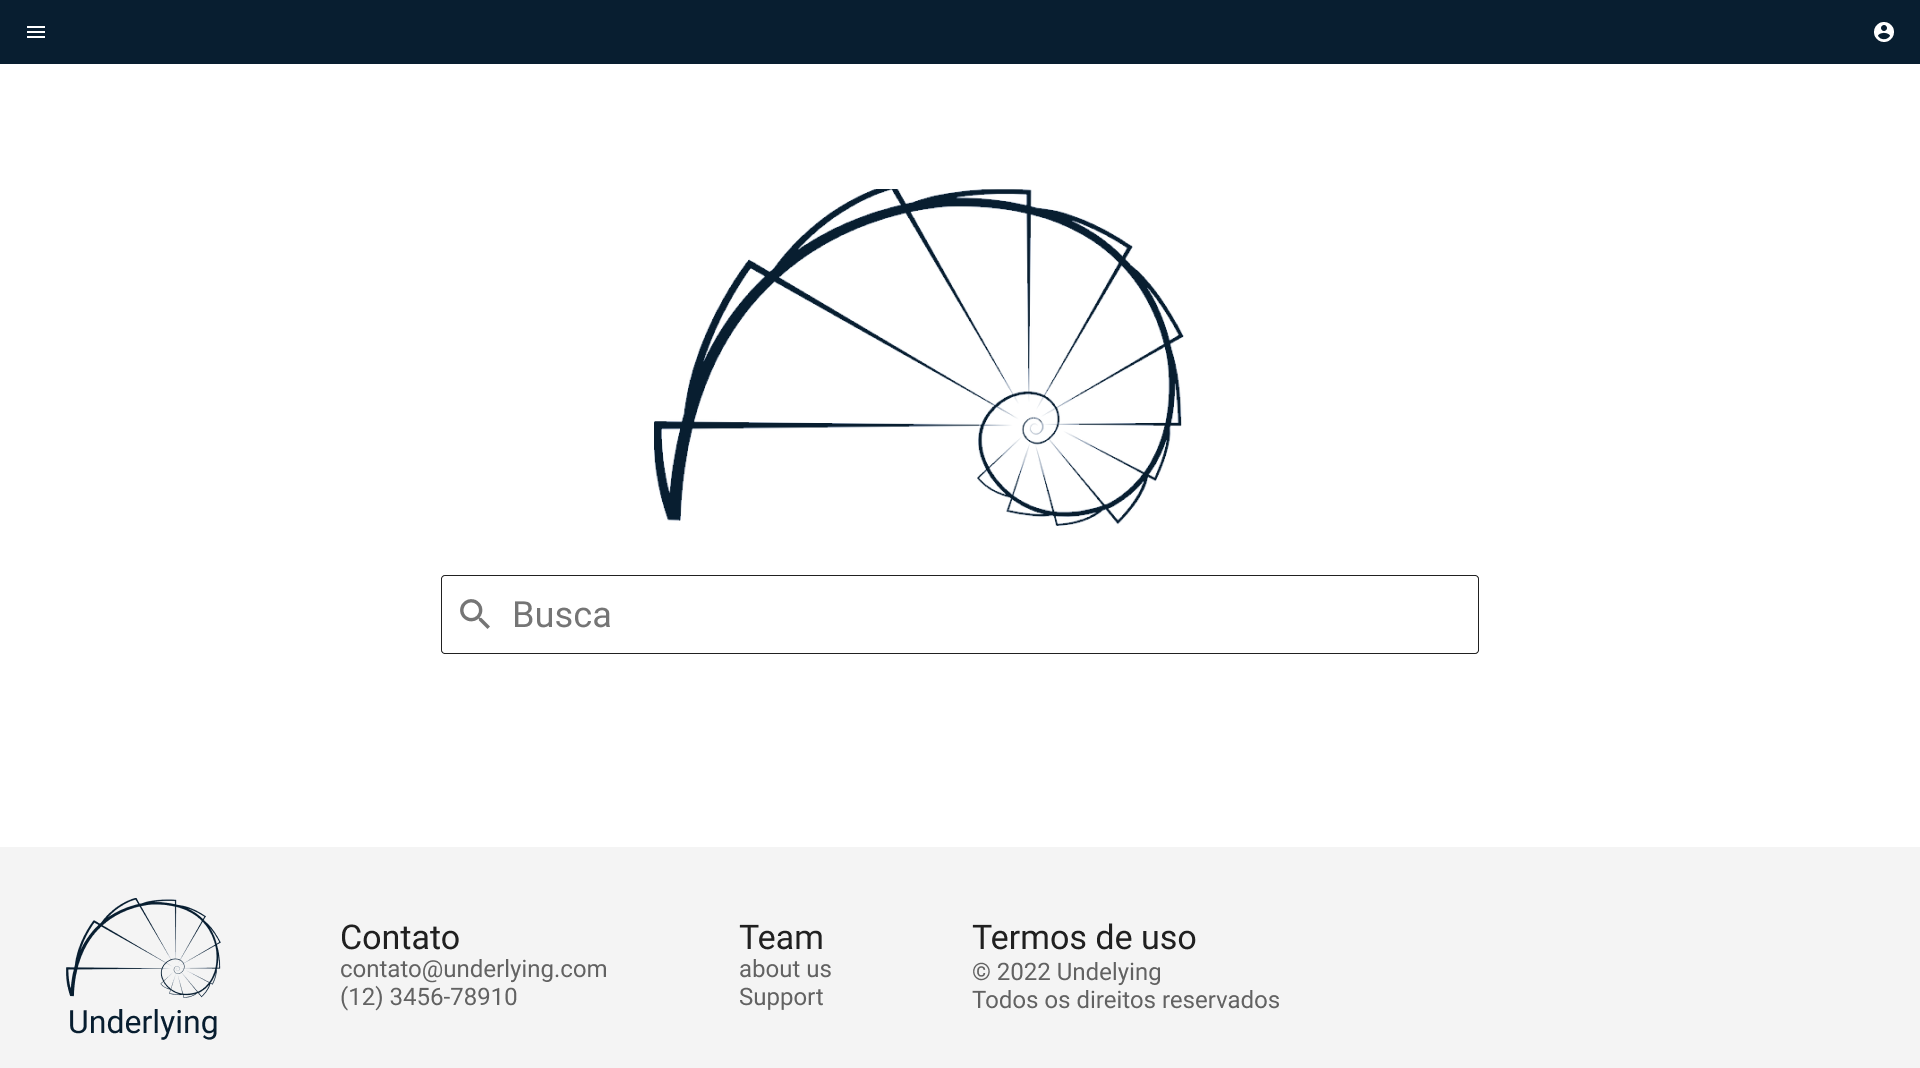 Busca
Underlying
Contato
contato@underlying.com
(12) 3456-78910
Team
about us
Support
Termos de uso
© 2022 Undelying
Todos os direitos reservados